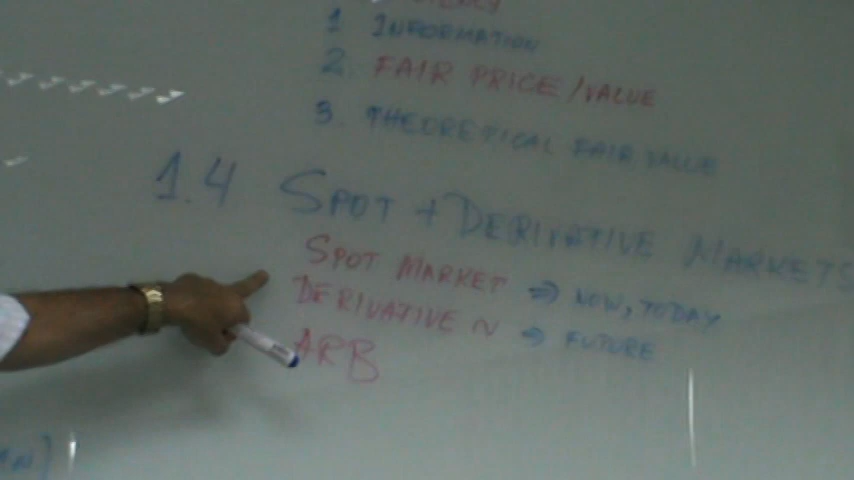 1 INFORMATION
2. FAIR PRICE/VALUE
3. THEORETICAL FAIR VALUE
1.4 SPOT + DERIVATIVE MARKETS
SPOT MARKET ⇒ NOW, TODAY
DERIVATIVE ~ ⇒ FUTURE
ARB